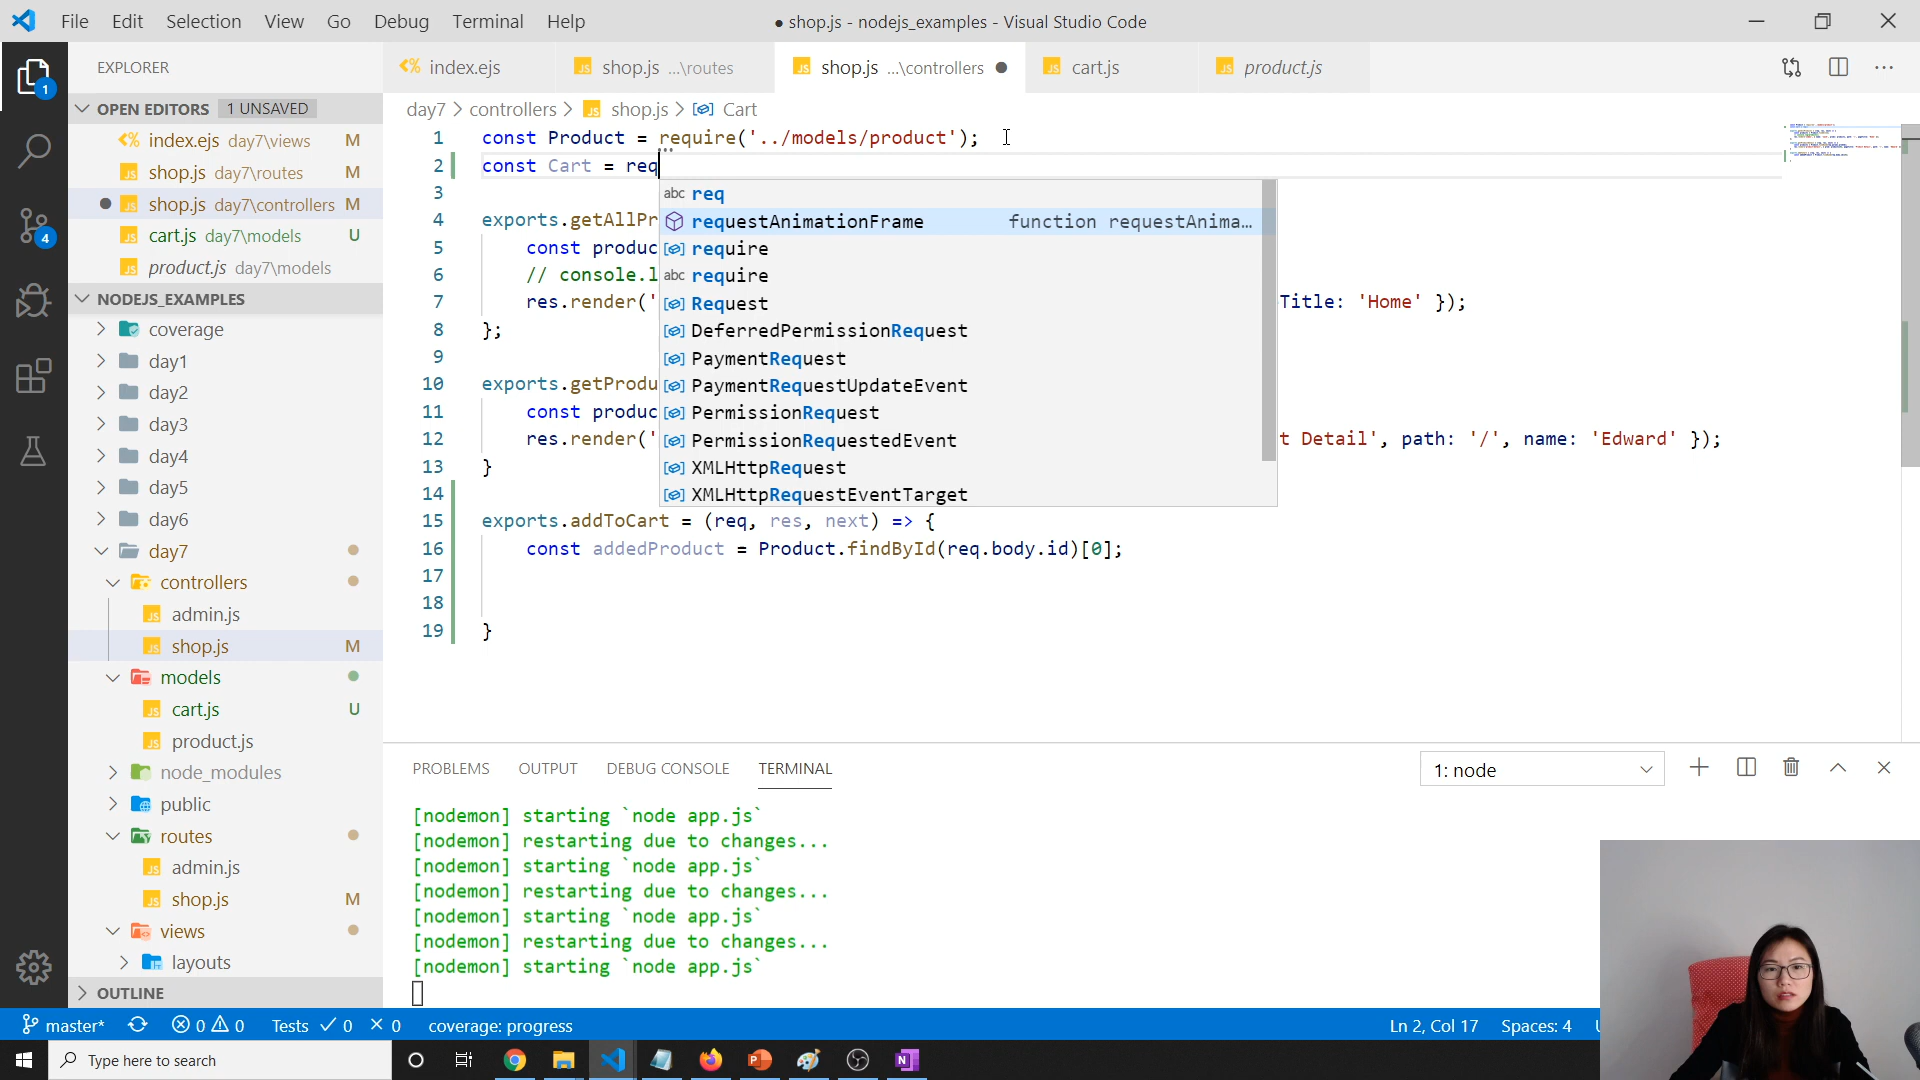 File Edit Selection View Go Debug Terminal Help
● shop.js - nodejs_examples - Visual Studio Code
EXPLORER
OPEN EDITORS 1 UNSAVED
index.ejs day7\views M
shop.js day7\routes M
shop.js day7\controllers M
cart.js day7\models U
product.js day7\models
NODEJS_EXAMPLES
coverage
day1
day2
day3
day4
day5
day6
day7
controllers
admin.js
shop.js M
models
cart.js U
product.js
node_modules
public
routes
admin.js
shop.js M
views
layouts
OUTLINE
1
4
index.ejs
shop.js ...\routes
shop.js ...\controllers
cart.js
product.js
day7 > controllers > shop.js > Cart
1 const Product = require('../models/product');
2 const Cart = req
3
4 exports.getAllPr
5 const produc
6 // console.l
7 res.render(' Title: 'Home' });
8 };
9
10 exports.getProdu
11 const produc
12 res.render(' t Detail', path: '/', name: 'Edward' });
13 }
14
15 exports.addToCart = (req, res, next) => {
16 const addedProduct = Product.findById(req.body.id)[0];
17
18
19 }
abc req
requestAnimationFrame function requestAnima...
require
abc require
Request
DeferredPermissionRequest
PaymentRequest
PaymentRequestUpdateEvent
PermissionRequest
PermissionRequestedEvent
XMLHttpRequest
XMLHttpRequestEventTarget
PROBLEMS OUTPUT DEBUG CONSOLE TERMINAL
1: node
[nodemon] starting `node app.js`
[nodemon] restarting due to changes...
[nodemon] starting `node app.js`
[nodemon] restarting due to changes...
[nodemon] starting `node app.js`
[nodemon] restarting due to changes...
[nodemon] starting `node app.js`
master* 0 0 Tests 0 0 coverage: progress
Ln 2, Col 17 Spaces: 4
Type here to search